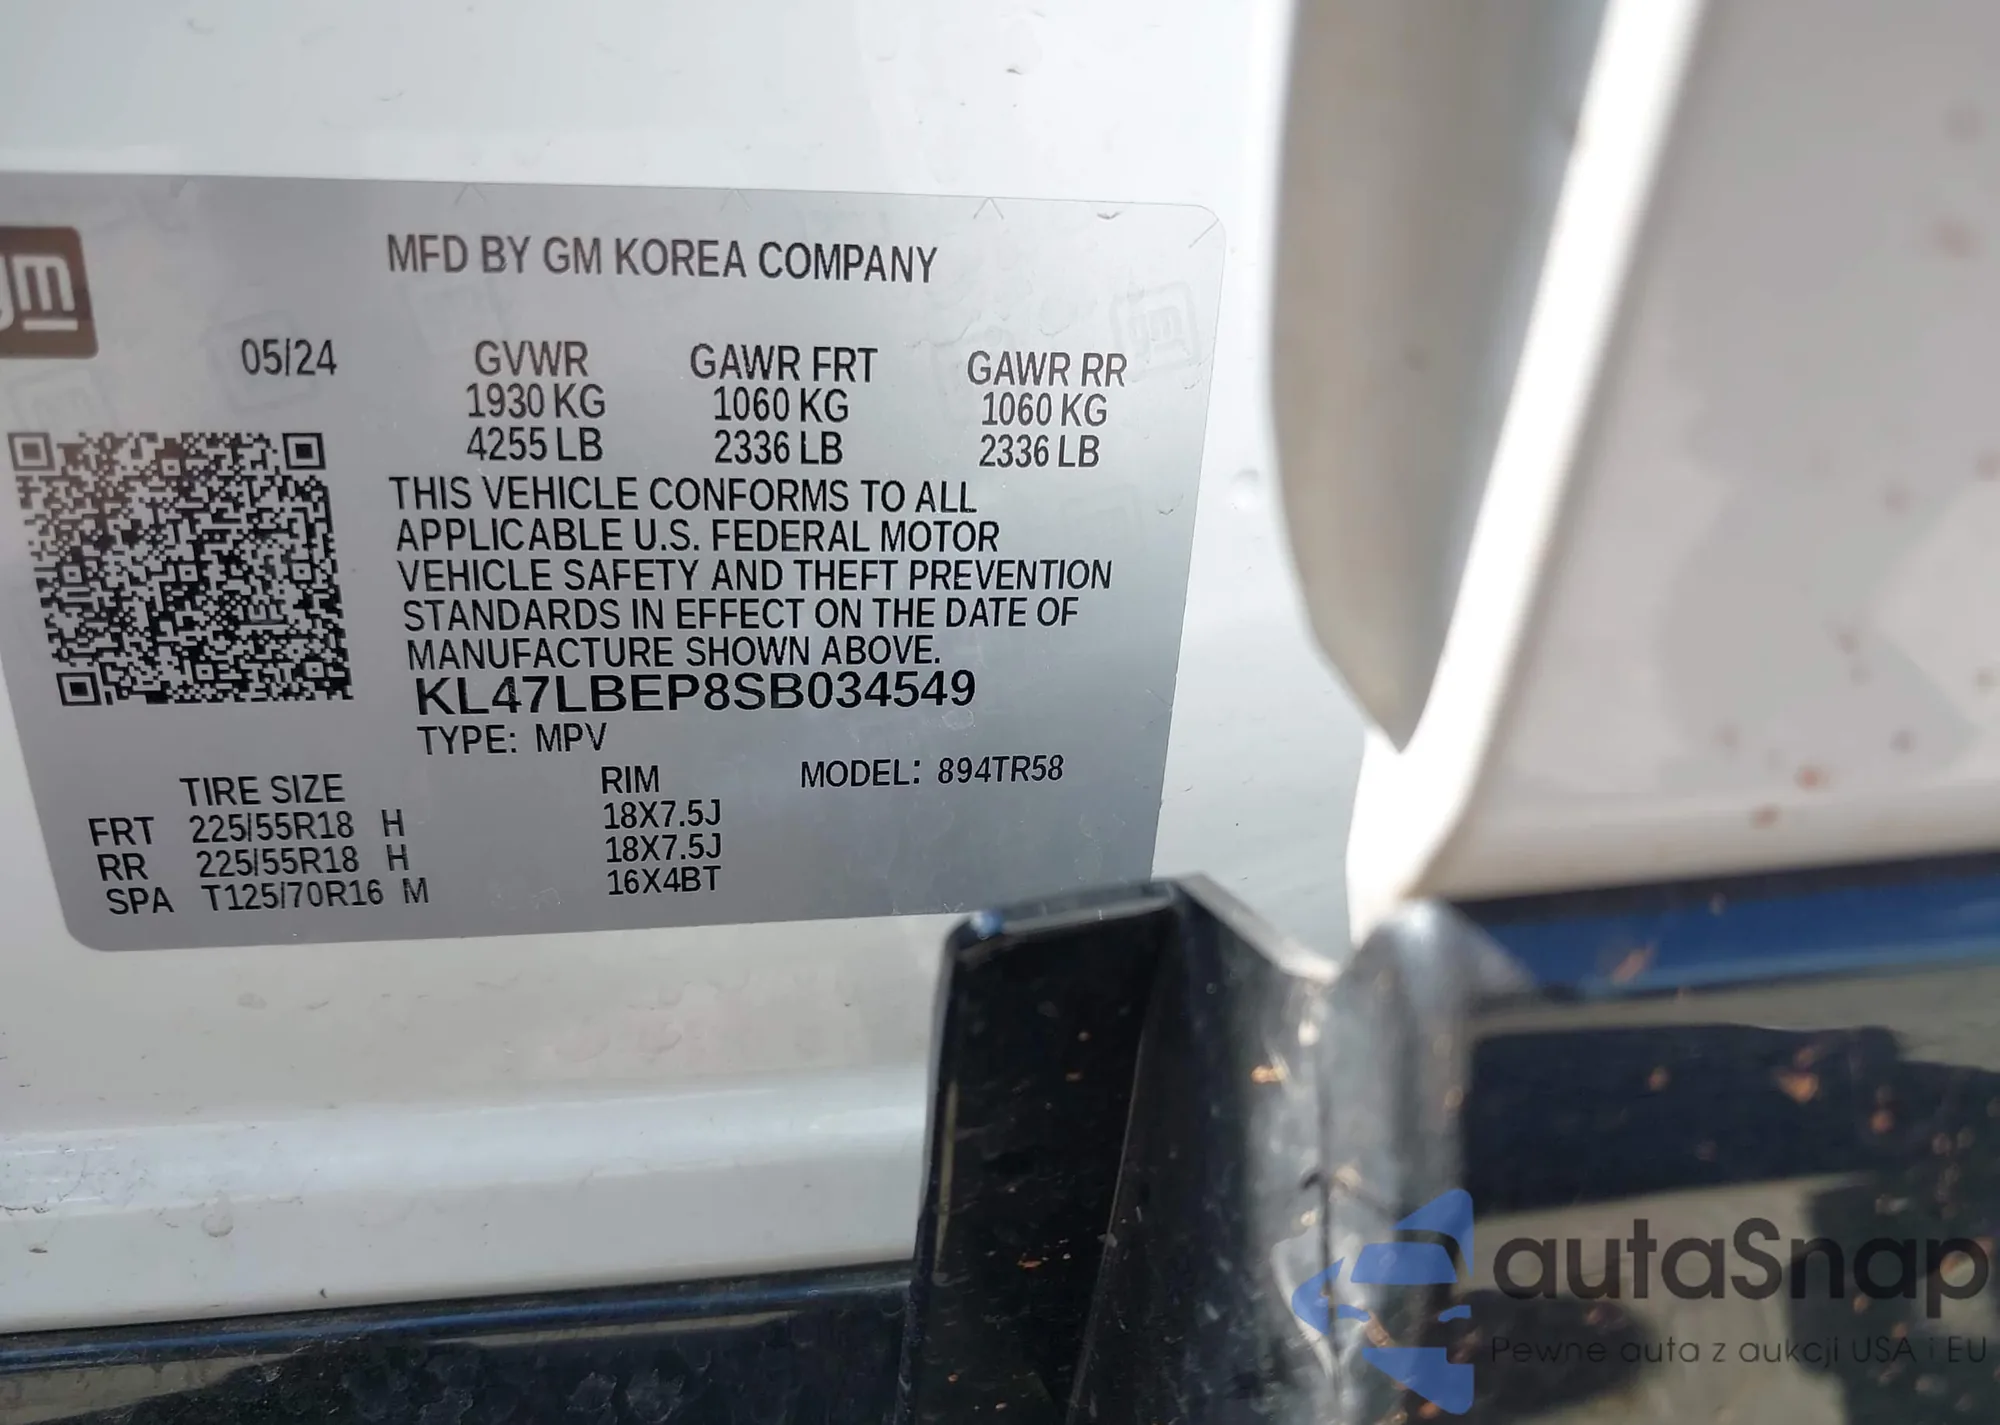 gm
MFD BY GM KOREA COMPANY
05/24 GVWR GAWR FRT GAWR RR
1930 KG 1060 KG 1060 KG
4255 LB 2336 LB 2336 LB
THIS VEHICLE CONFORMS TO ALL
APPLICABLE U.S. FEDERAL MOTOR
VEHICLE SAFETY AND THEFT PREVENTION
STANDARDS IN EFFECT ON THE DATE OF
MANUFACTURE SHOWN ABOVE.
KL47LBEP8SB034549
TYPE: MPV
TIRE SIZE RIM MODEL: 894TR58
FRT 225/55R18 H 18X7.5J
RR 225/55R18 H 18X7.5J
SPA T125/70R16 M 16X4BT
autaSnap
Pewne auta z aukcji USA i EU